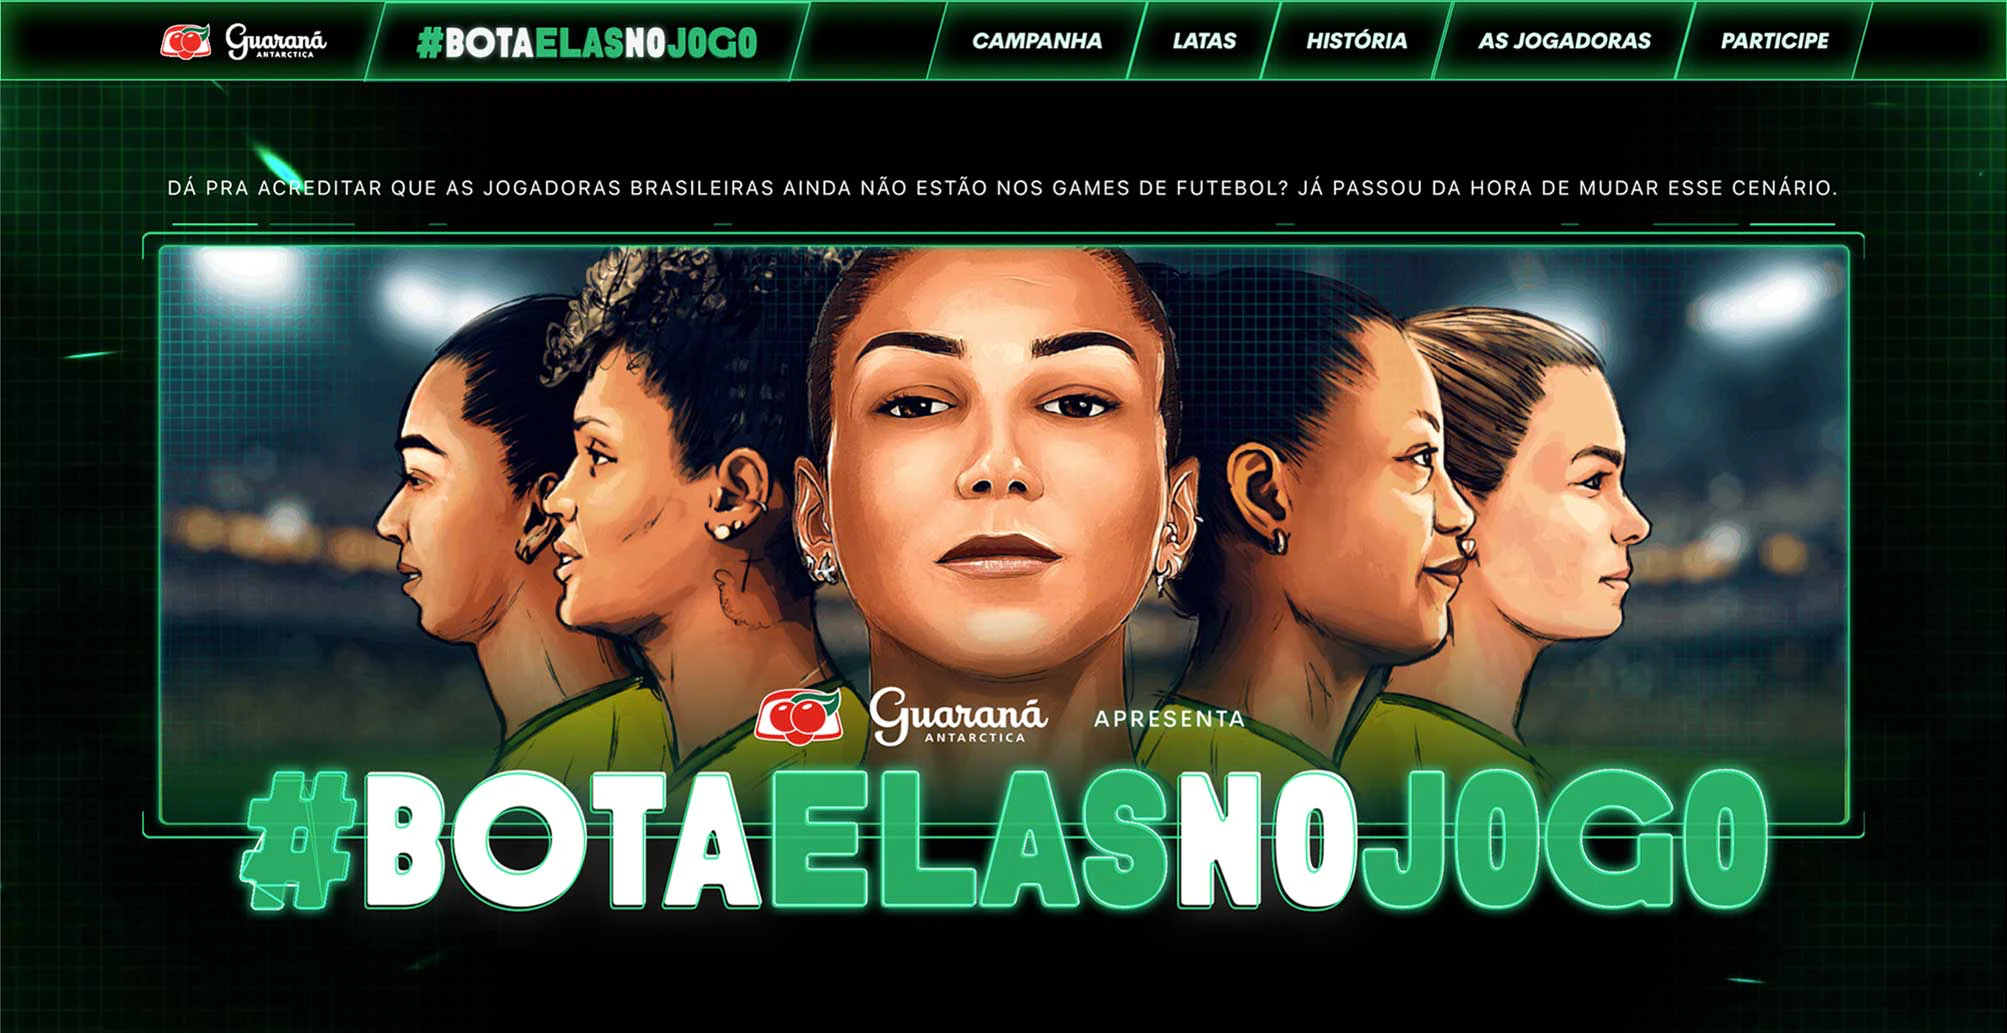 Guaraná
ANTARCTICA
#BOTAELASNOJOGO
CAMPANHA
LATAS
HISTÓRIA
AS JOGADORAS
PARTICIPE
DÁ PRA ACREDITAR QUE AS JOGADORAS BRASILEIRAS AINDA NÃO ESTÃO NOS GAMES DE FUTEBOL? JÁ PASSOU DA HORA DE MUDAR ESSE CENÁRIO.
Guaraná
ANTARCTICA
APRESENTA
#BOTAELASNOJOGO